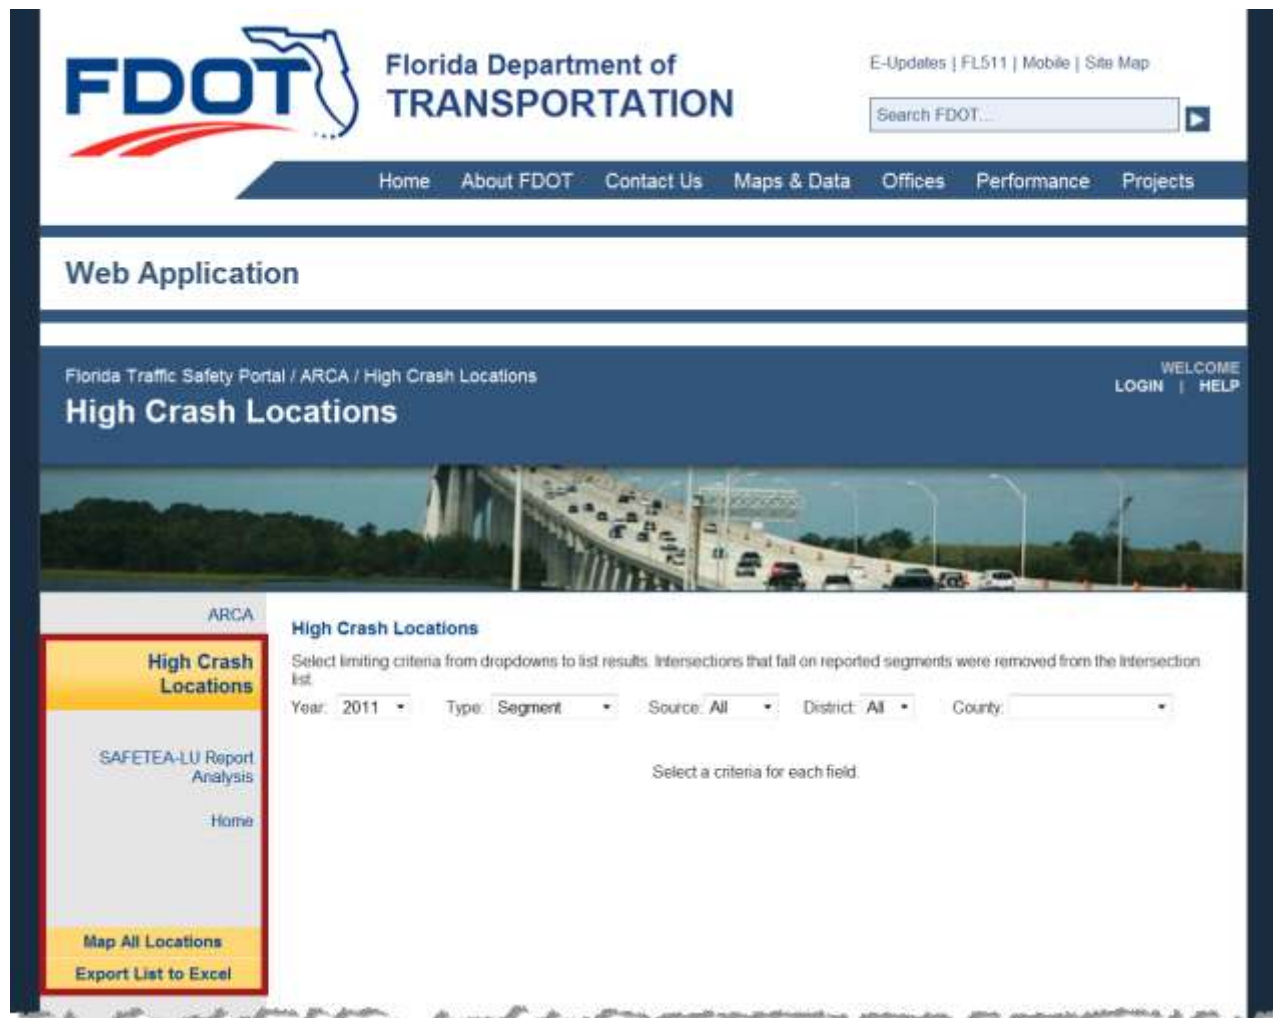 FDOT
Florida Department of
TRANSPORTATION
E-Updates | FL511 | Mobile | Site Map
Search FDOT...
Home About FDOT Contact Us Maps & Data Offices Performance Projects
Web Application
Florida Traffic Safety Portal / ARCA / High Crash Locations
High Crash Locations
WELCOME
LOGIN | HELP
ARCA
High Crash
Locations
SAFETEA-LU Report
Analysis
Home
Map All Locations
Export List to Excel
High Crash Locations
Select limiting criteria from dropdowns to list results. Intersections that fall on reported segments were removed from the Intersection
list.
Year: 2011 Type: Segment Source: All District: All County:
Select a criteria for each field.